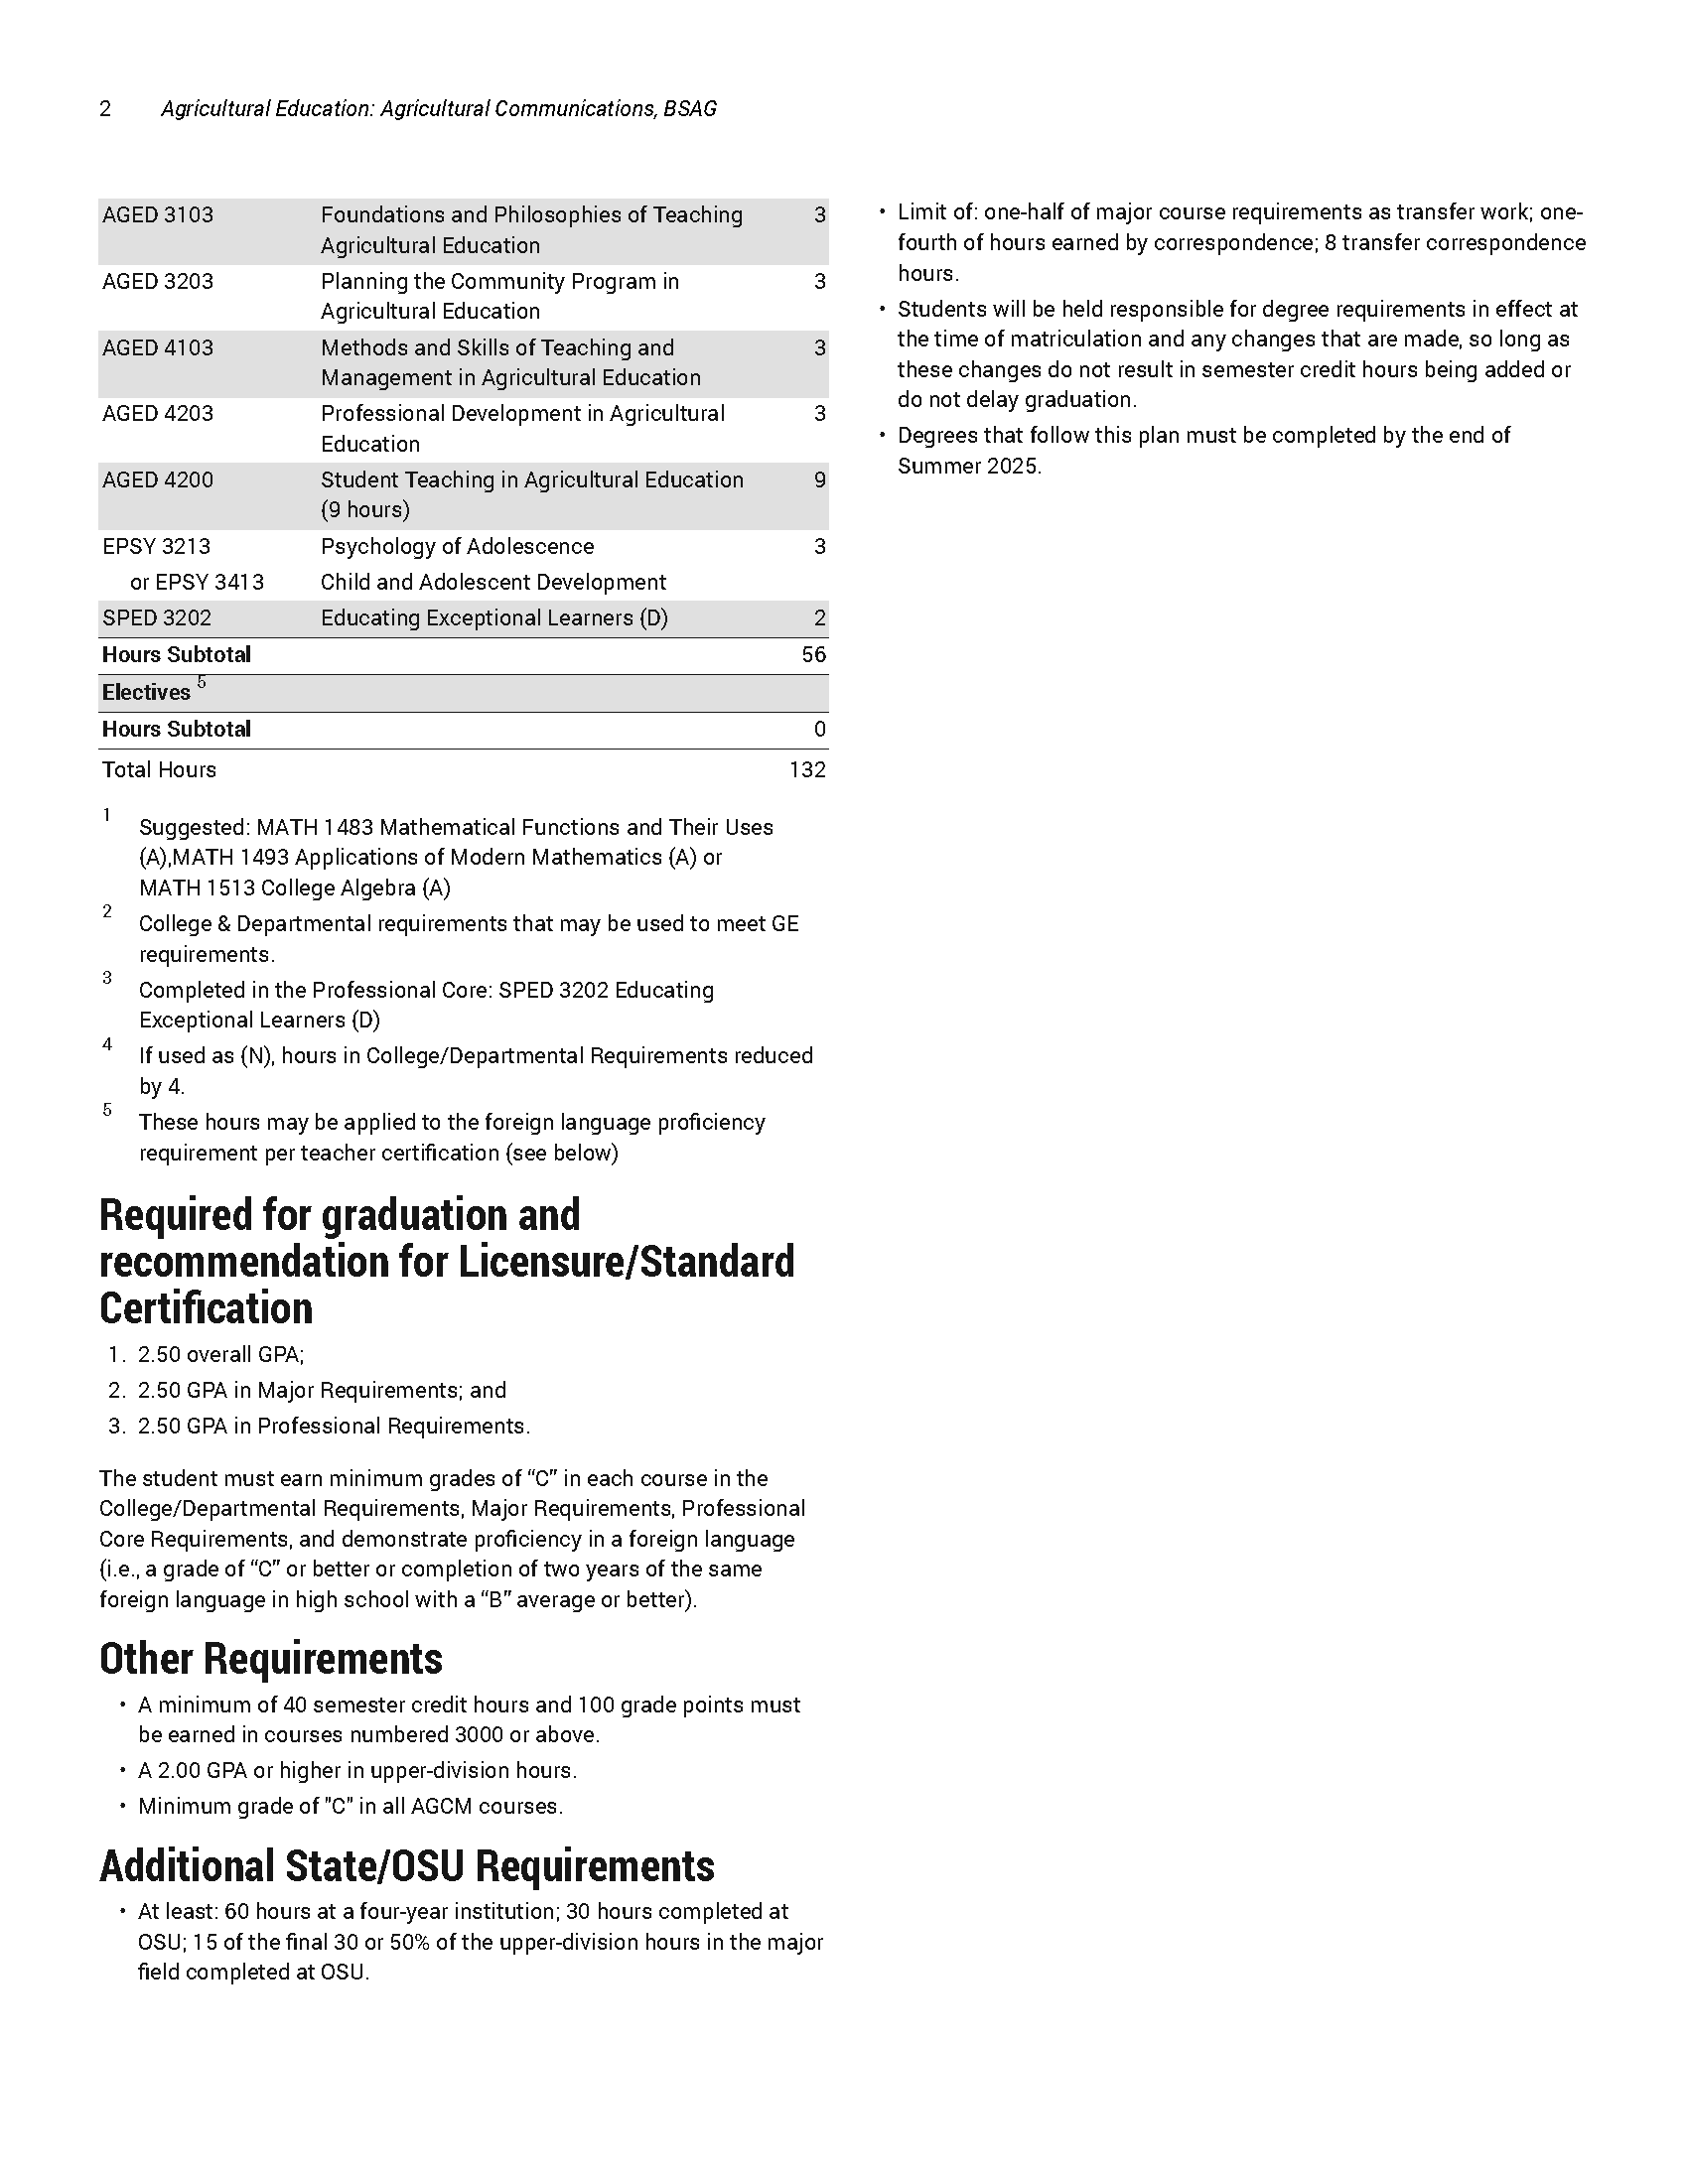 2 Agricultural Education: Agricultural Communications, BSAG
AGED 3103 Foundations and Philosophies of Teaching 3
Agricultural Education
AGED 3203 Planning the Community Program in 3
Agricultural Education
AGED 4103 Methods and Skills of Teaching and 3
Management in Agricultural Education
AGED 4203 Professional Development in Agricultural 3
Education
AGED 4200 Student Teaching in Agricultural Education 9
(9 hours)
EPSY 3213 Psychology of Adolescence 3
or EPSY 3413 Child and Adolescent Development
SPED 3202 Educating Exceptional Learners (D) 2
Hours Subtotal 56
Electives 5
Hours Subtotal 0
Total Hours 132
1 Suggested: MATH 1483 Mathematical Functions and Their Uses
(A),MATH 1493 Applications of Modern Mathematics (A) or
MATH 1513 College Algebra (A)
2 College & Departmental requirements that may be used to meet GE
requirements.
3 Completed in the Professional Core: SPED 3202 Educating
Exceptional Learners (D)
4 If used as (N), hours in College/Departmental Requirements reduced
by 4.
5 These hours may be applied to the foreign language proficiency
requirement per teacher certification (see below)
Required for graduation and
recommendation for Licensure/Standard
Certification
1. 2.50 overall GPA;
2. 2.50 GPA in Major Requirements; and
3. 2.50 GPA in Professional Requirements.
The student must earn minimum grades of “C” in each course in the
College/Departmental Requirements, Major Requirements, Professional
Core Requirements, and demonstrate proficiency in a foreign language
(i.e., a grade of “C” or better or completion of two years of the same
foreign language in high school with a “B” average or better).
Other Requirements
• A minimum of 40 semester credit hours and 100 grade points must
be earned in courses numbered 3000 or above.
• A 2.00 GPA or higher in upper-division hours.
• Minimum grade of "C" in all AGCM courses.
Additional State/OSU Requirements
• At least: 60 hours at a four-year institution; 30 hours completed at
OSU; 15 of the final 30 or 50% of the upper-division hours in the major
field completed at OSU.
• Limit of: one-half of major course requirements as transfer work; one-
fourth of hours earned by correspondence; 8 transfer correspondence
hours.
• Students will be held responsible for degree requirements in effect at
the time of matriculation and any changes that are made, so long as
these changes do not result in semester credit hours being added or
do not delay graduation.
• Degrees that follow this plan must be completed by the end of
Summer 2025.